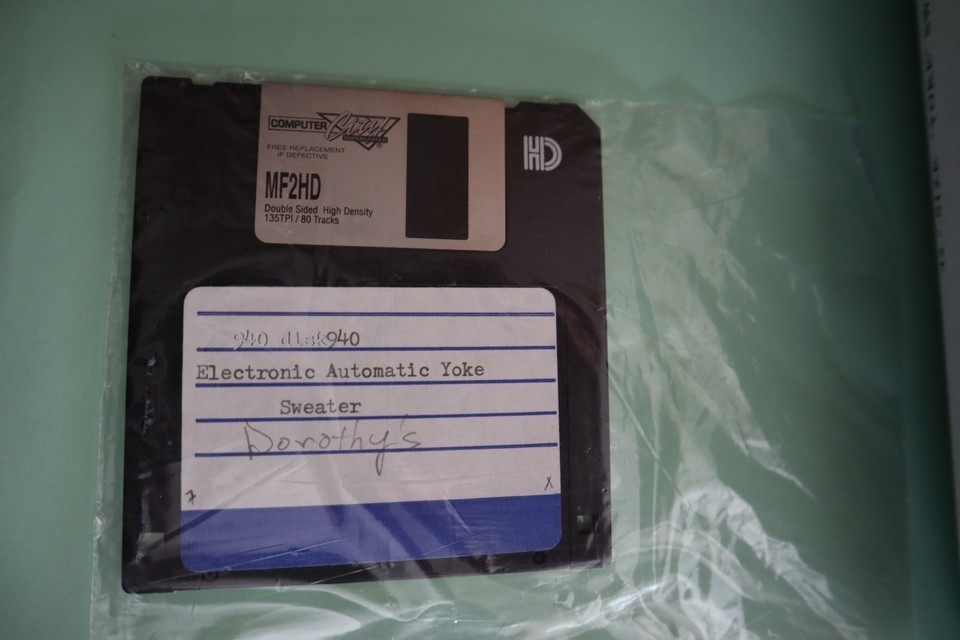 COMPUTER
FREE REPLACEMENT
IF DEFECTIVE
MF2HD
Double Sided High Density
135TPI / 80 Tracks
HD
940 disk940
Electronic Automatic Yoke
Sweater
Dorothy's
X